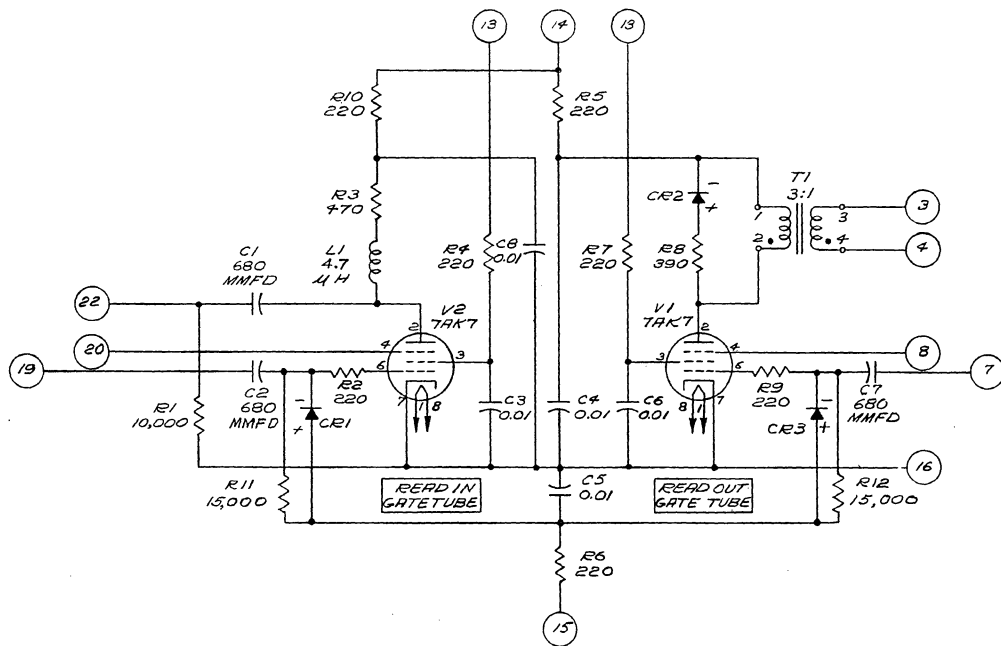 13
14
13
R10
220
R5
220
T1
3:1
R3
470
CR2
−
+
1
3
3
2
4
4
C1
680
MMFD
L1
4.7
µH
R4
220
C8
0.01
R7
220
R8
390
22
V2
7AK7
V1
7AK7
2
2
20
4
3
3
4
8
19
6
6
7
C2
680
MMFD
R2
220
R9
220
C7
680
MMFD
7
1
8
8
1
7
R1
10,000
−
+
CR1
C3
0.01
C4
0.01
C6
0.01
−
+
CR3
16
R11
15,000
READ IN
GATE TUBE
C5
0.01
READ OUT
GATE TUBE
R12
15,000
R6
220
15